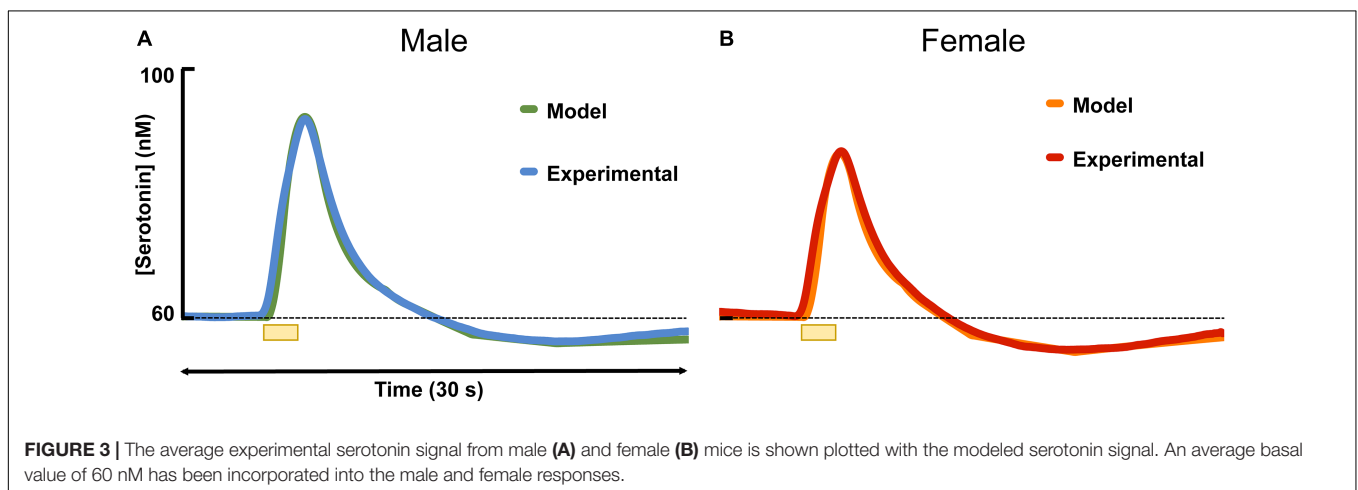 A
Male
B
Female
100
Model
Experimental
Model
Experimental
[Serotonin] (nM)
60
Time (30 s)
FIGURE 3 | The average experimental serotonin signal from male (A) and female (B) mice is shown plotted with the modeled serotonin signal. An average basal
value of 60 nM has been incorporated into the male and female responses.